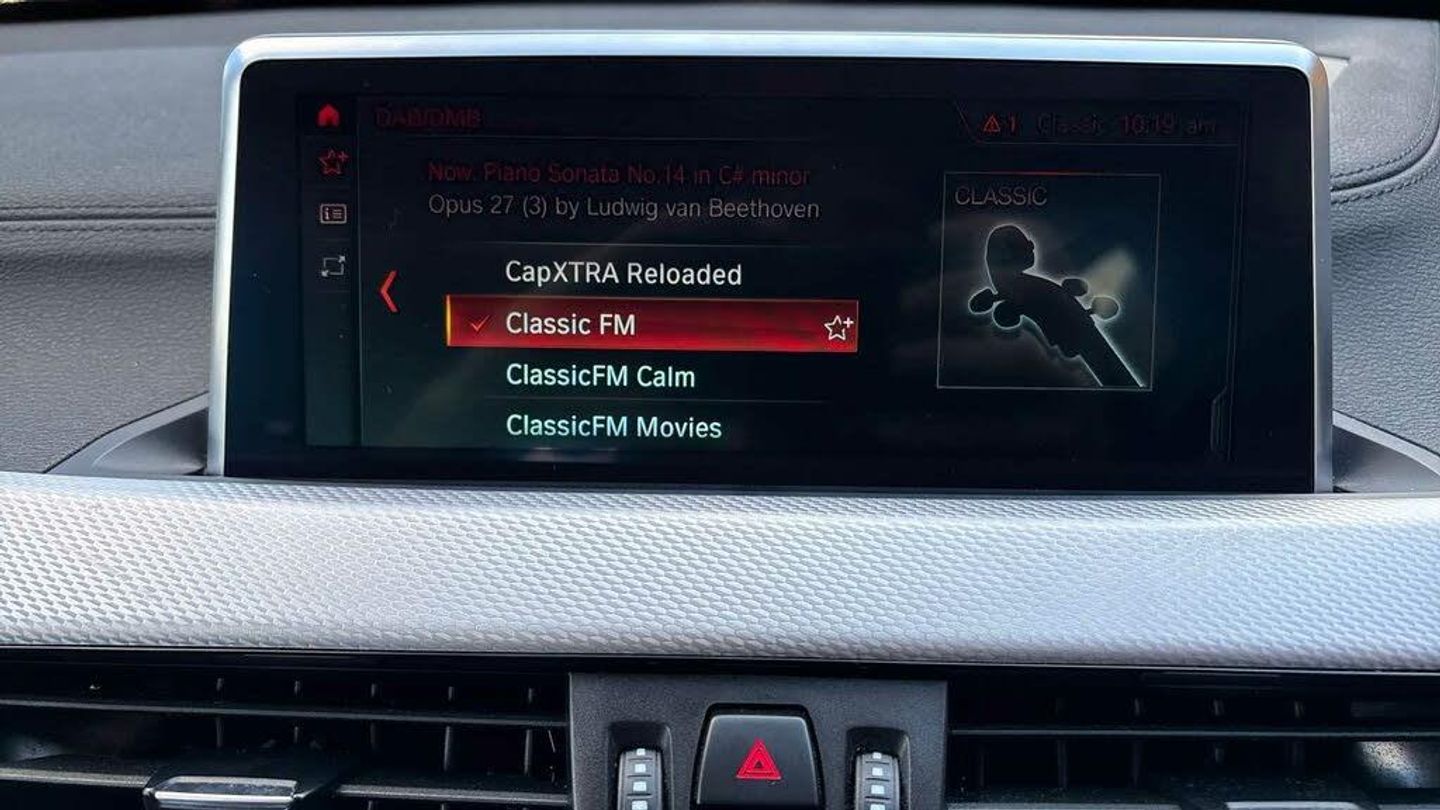 DAB/DMB
1 Classic 10:19 am
Now. Piano Sonata No.14 in C# minor
Opus 27 (3) by Ludwig van Beethoven
CLASSIC
CapXTRA Reloaded
Classic FM
ClassicFM Calm
ClassicFM Movies